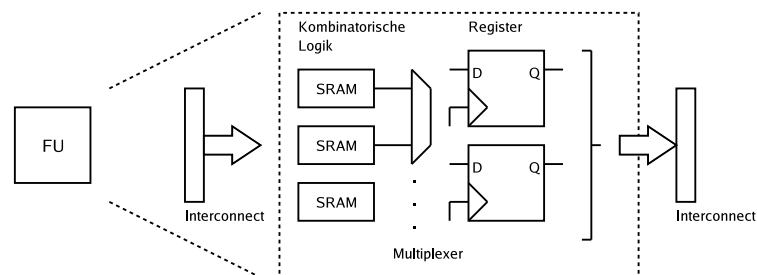 Kombinatorische
Logik
Register
SRAM
D
Q
SRAM
FU
D
Q
SRAM
Interconnect
Interconnect
Multiplexer